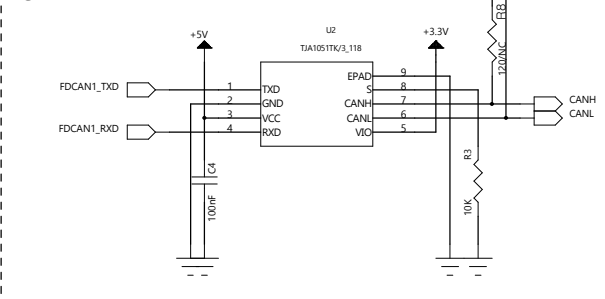 R8
120/NC
+5V
U2
TJA1051TK/3_118
+3.3V
FDCAN1_TXD
1
TXD
EPAD
9
2
GND
S
8
CANH
7
CANH
3
VCC
CANL
6
CANL
FDCAN1_RXD
4
RXD
VIO
5
C4
100nF
R3
10K